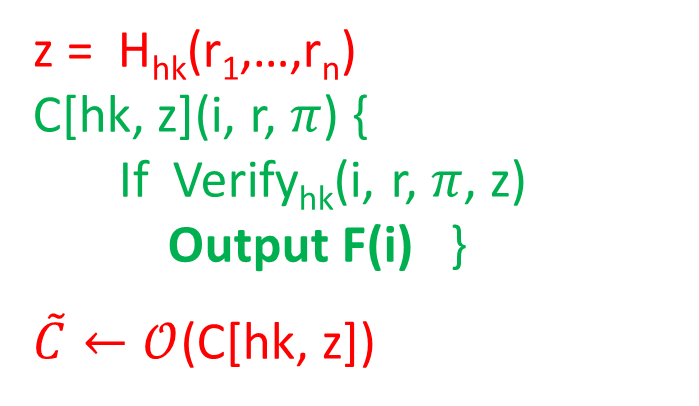 z = H_hk(r_1,…,r_n)
C[hk, z](i, r, 𝜋) {
If Verify_hk(i, r, 𝜋, z)
Output F(i) }
C̃ ← 𝒪(C[hk, z])